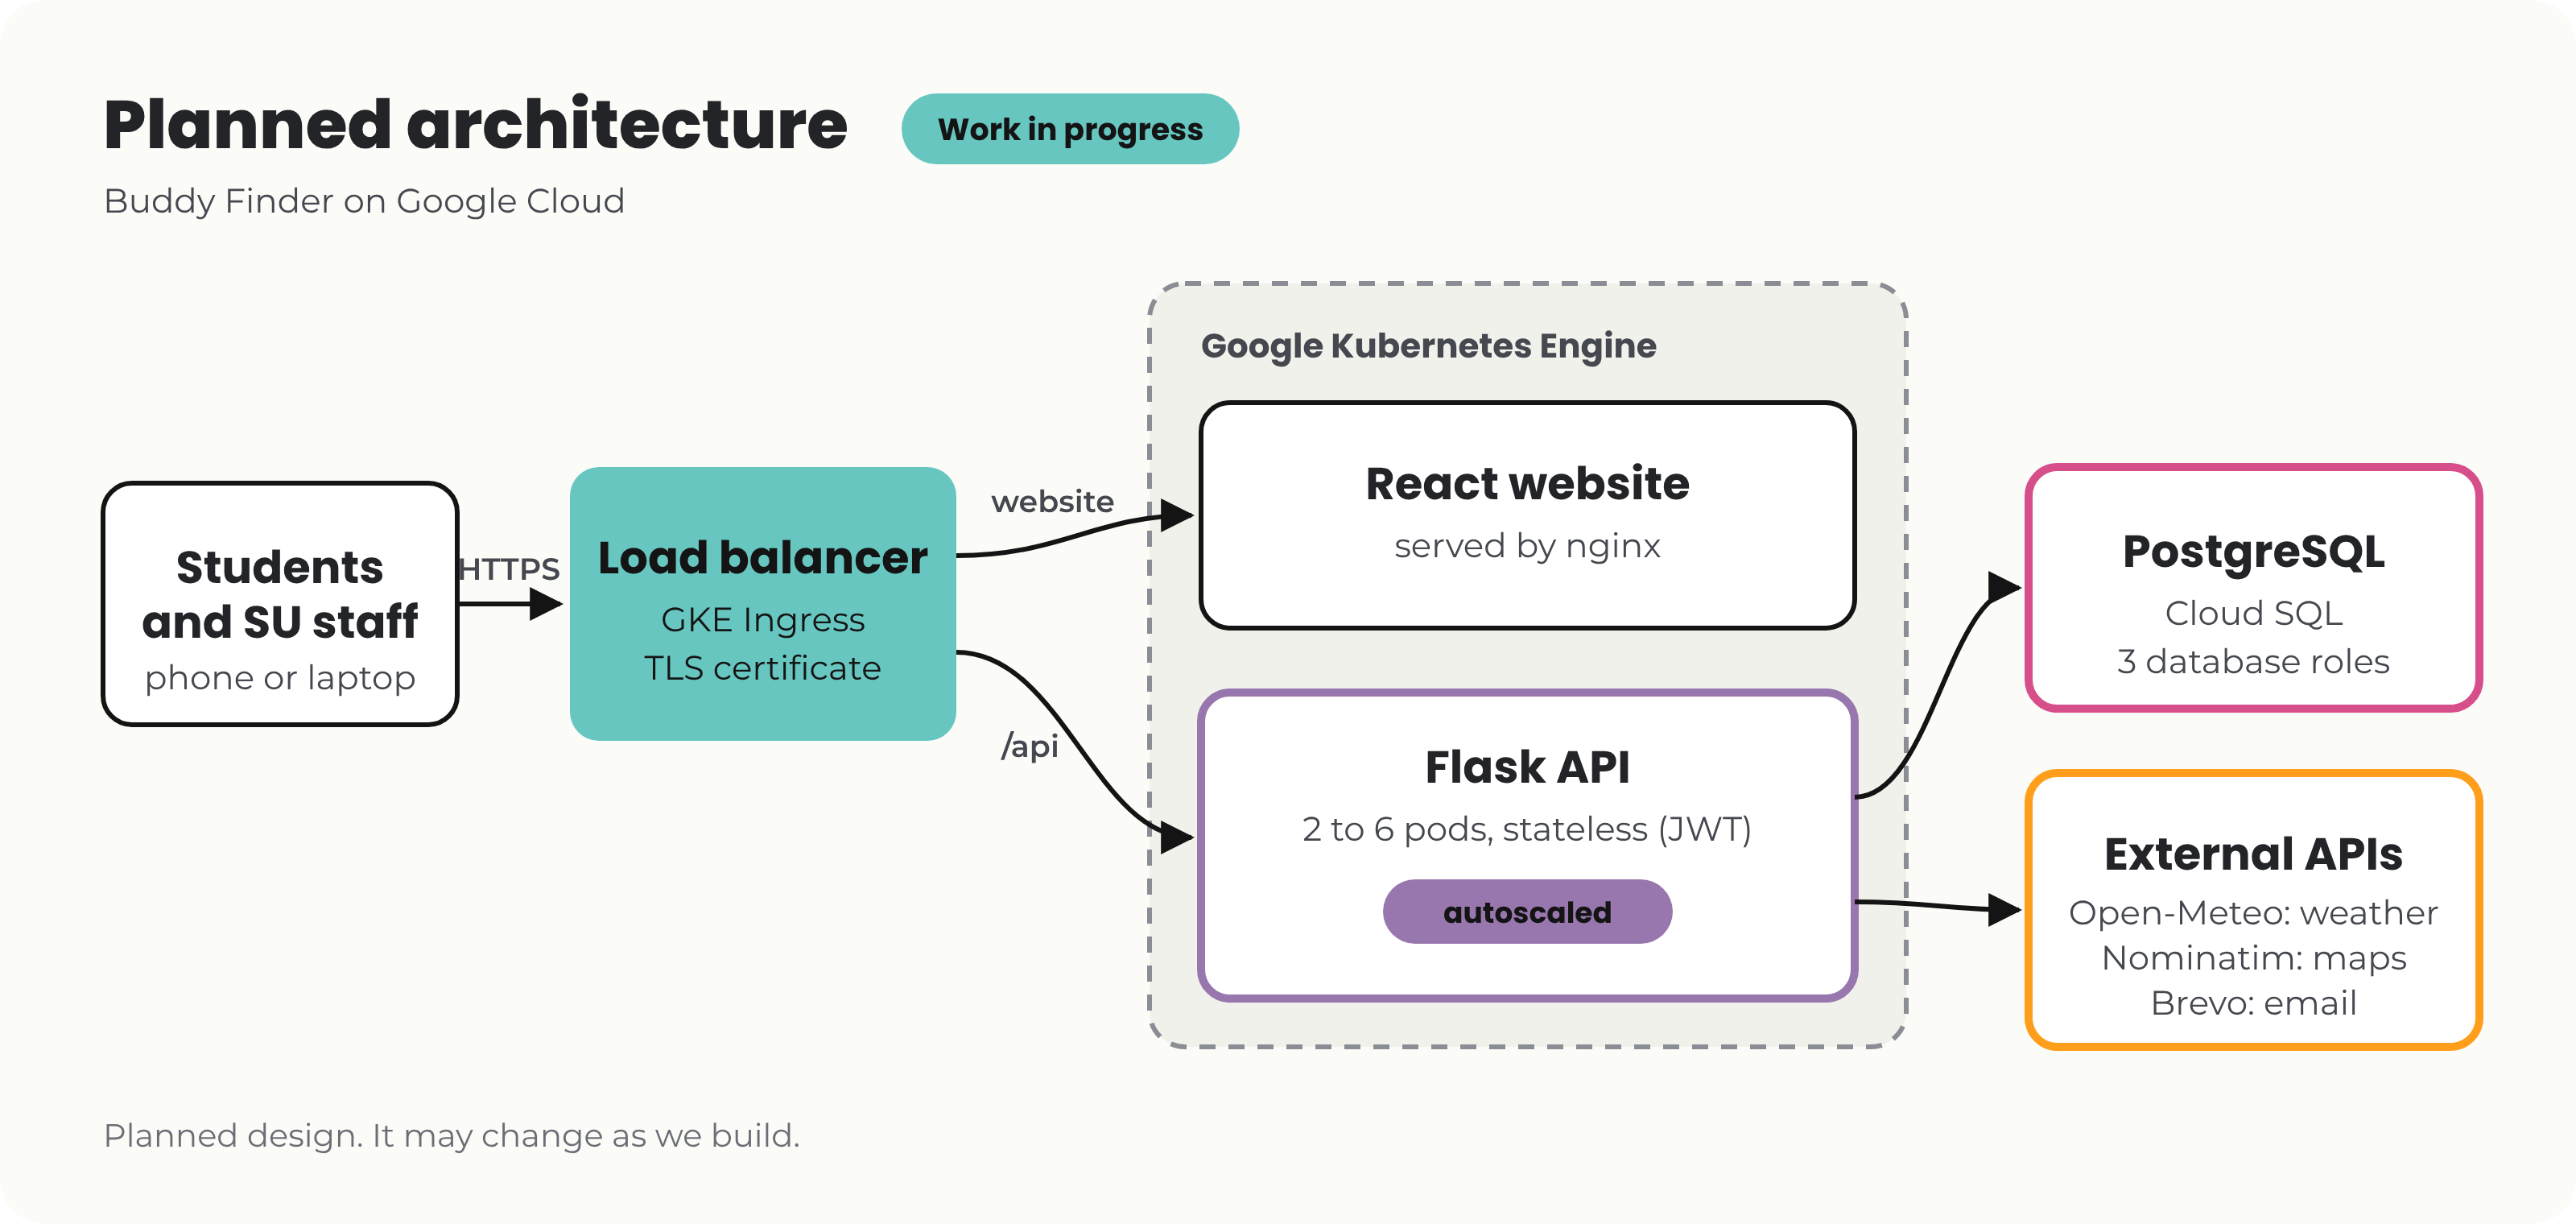 Planned architecture
Work in progress
Buddy Finder on Google Cloud
Students
and SU staff
phone or laptop
HTTPS
Load balancer
GKE Ingress
TLS certificate
website
/api
Google Kubernetes Engine
React website
served by nginx
Flask API
2 to 6 pods, stateless (JWT)
autoscaled
PostgreSQL
Cloud SQL
3 database roles
External APIs
Open-Meteo: weather
Nominatim: maps
Brevo: email
Planned design. It may change as we build.